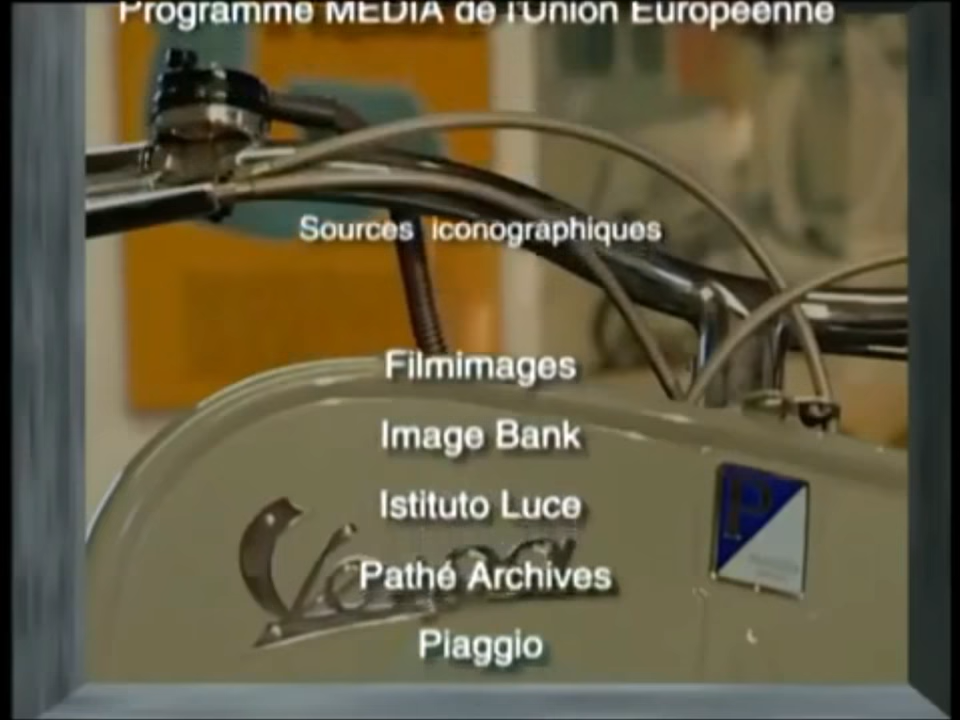 Programme MEDIA de l'Union Européenne
Sources iconographiques
Filmimages
Image Bank
Istituto Luce
Vespa
Pathé Archives
P
Piaggio